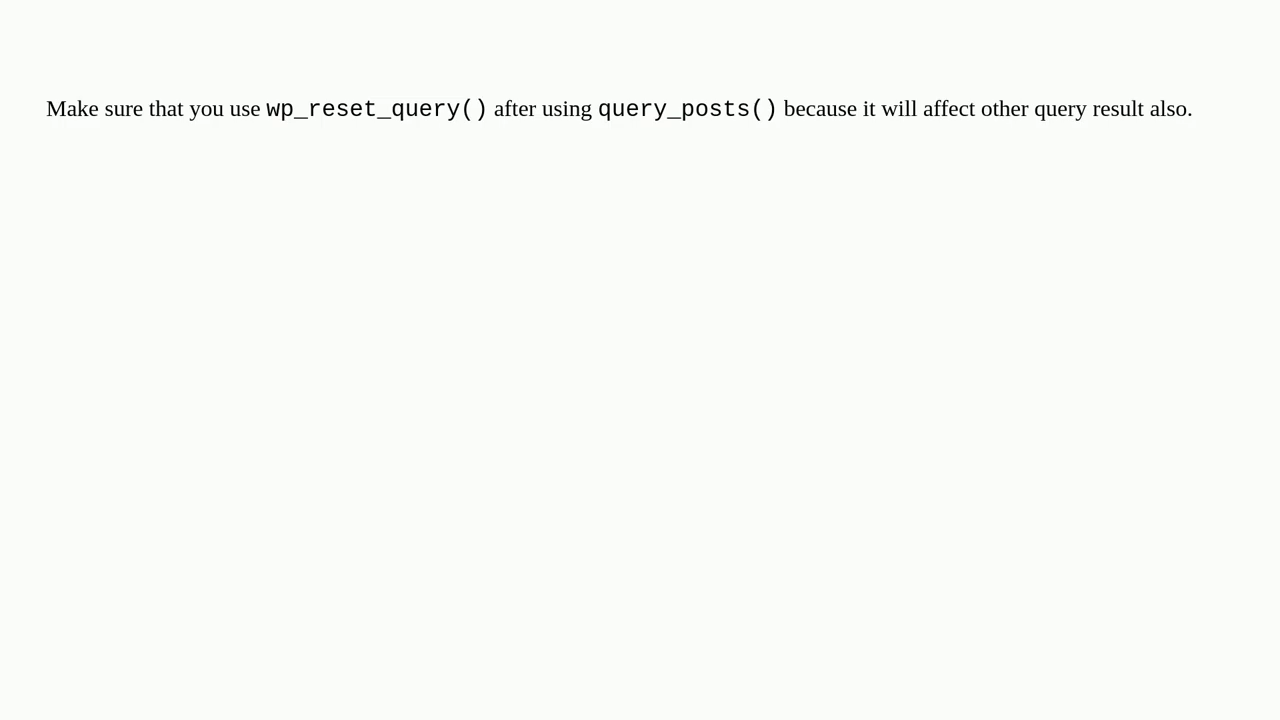 Make sure that you use wp_reset_query() after using query_posts() because it will affect other query result also.